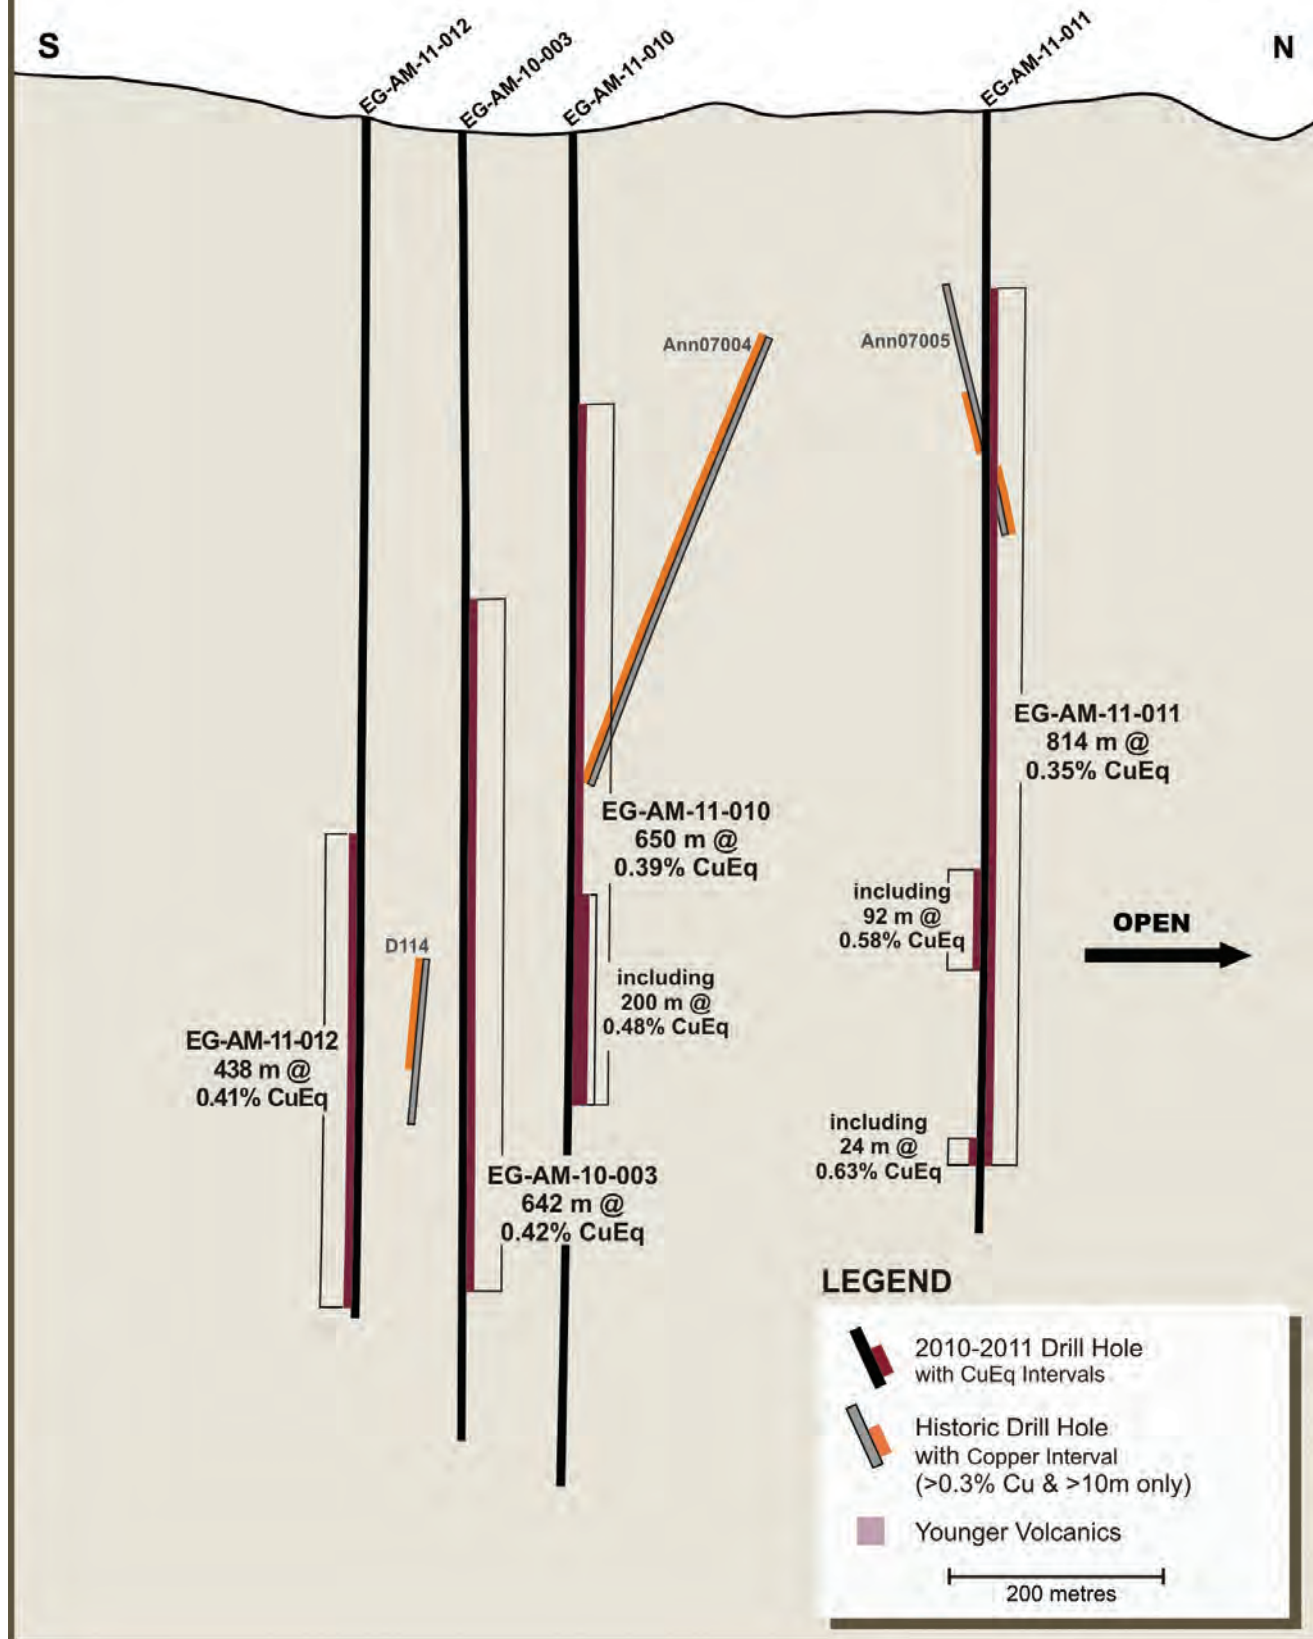 S
EG-AM-11-012
EG-AM-10-003
EG-AM-11-010
EG-AM-11-011
N
Ann07004
Ann07005
EG-AM-11-011
814 m @
0.35% CuEq
EG-AM-11-010
650 m @
0.39% CuEq
including
92 m @
0.58% CuEq
OPEN
D114
including
200 m @
0.48% CuEq
EG-AM-11-012
438 m @
0.41% CuEq
including
24 m @
0.63% CuEq
EG-AM-10-003
642 m @
0.42% CuEq
LEGEND
2010-2011 Drill Hole
with CuEq Intervals
Historic Drill Hole
with Copper Interval
(>0.3% Cu & >10m only)
Younger Volcanics
200 metres